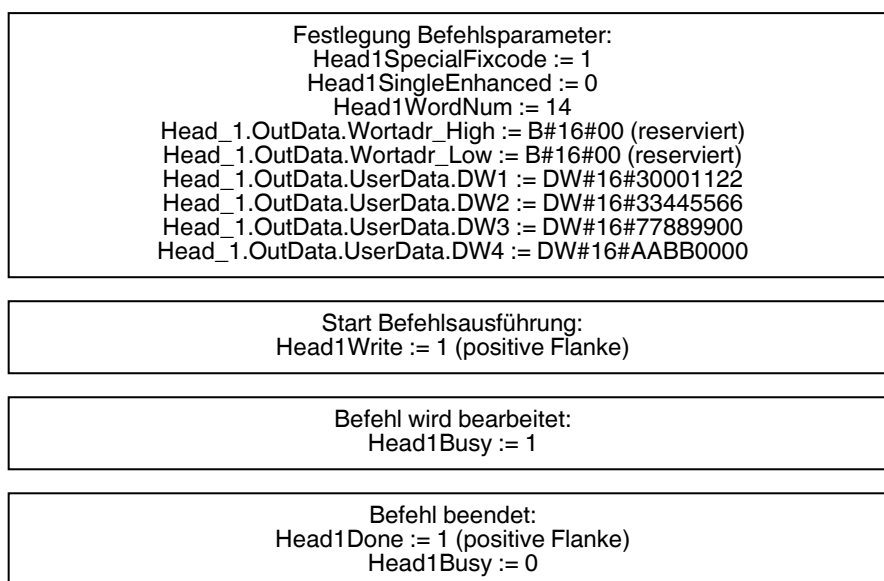 Festlegung Befehlsparameter:
Head1SpecialFixcode := 1
Head1SingleEnhanced := 0
Head1WordNum := 14
Head_1.OutData.Wortadr_High := B#16#00 (reserviert)
Head_1.OutData.Wortadr_Low := B#16#00 (reserviert)
Head_1.OutData.UserData.DW1 := DW#16#30001122
Head_1.OutData.UserData.DW2 := DW#16#33445566
Head_1.OutData.UserData.DW3 := DW#16#77889900
Head_1.OutData.UserData.DW4 := DW#16#AABB0000
Start Befehlsausführung:
Head1Write := 1 (positive Flanke)
Befehl wird bearbeitet:
Head1Busy := 1
Befehl beendet:
Head1Done := 1 (positive Flanke)
Head1Busy := 0